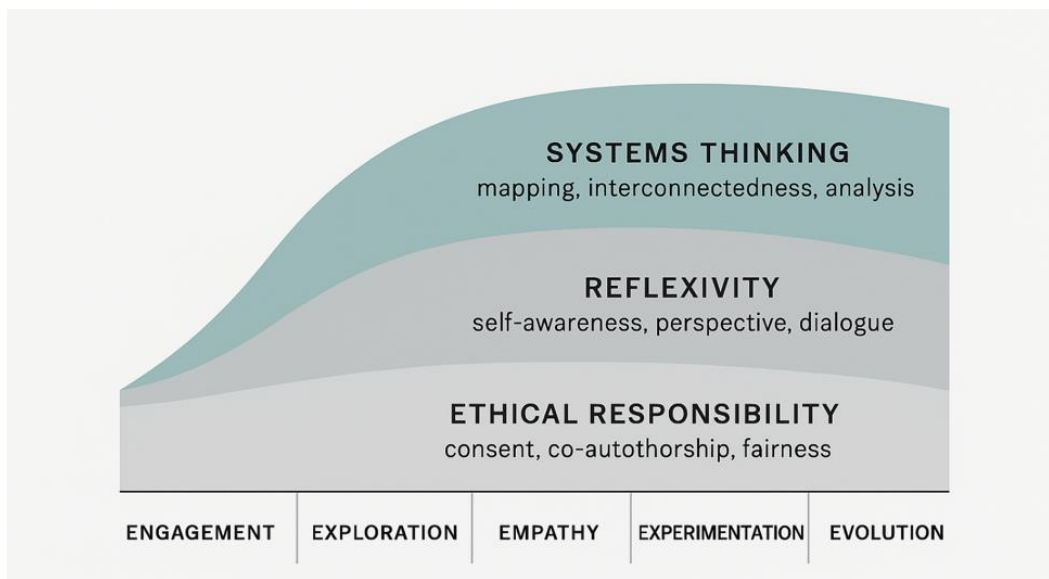 SYSTEMS THINKING
mapping, interconnectedness, analysis
REFLEXIVITY
self-awareness, perspective, dialogue
ETHICAL RESPONSIBILITY
consent, co-autothorship, fairness
ENGAGEMENT
EXPLORATION
EMPATHY
EXPERIMENTATION
EVOLUTION